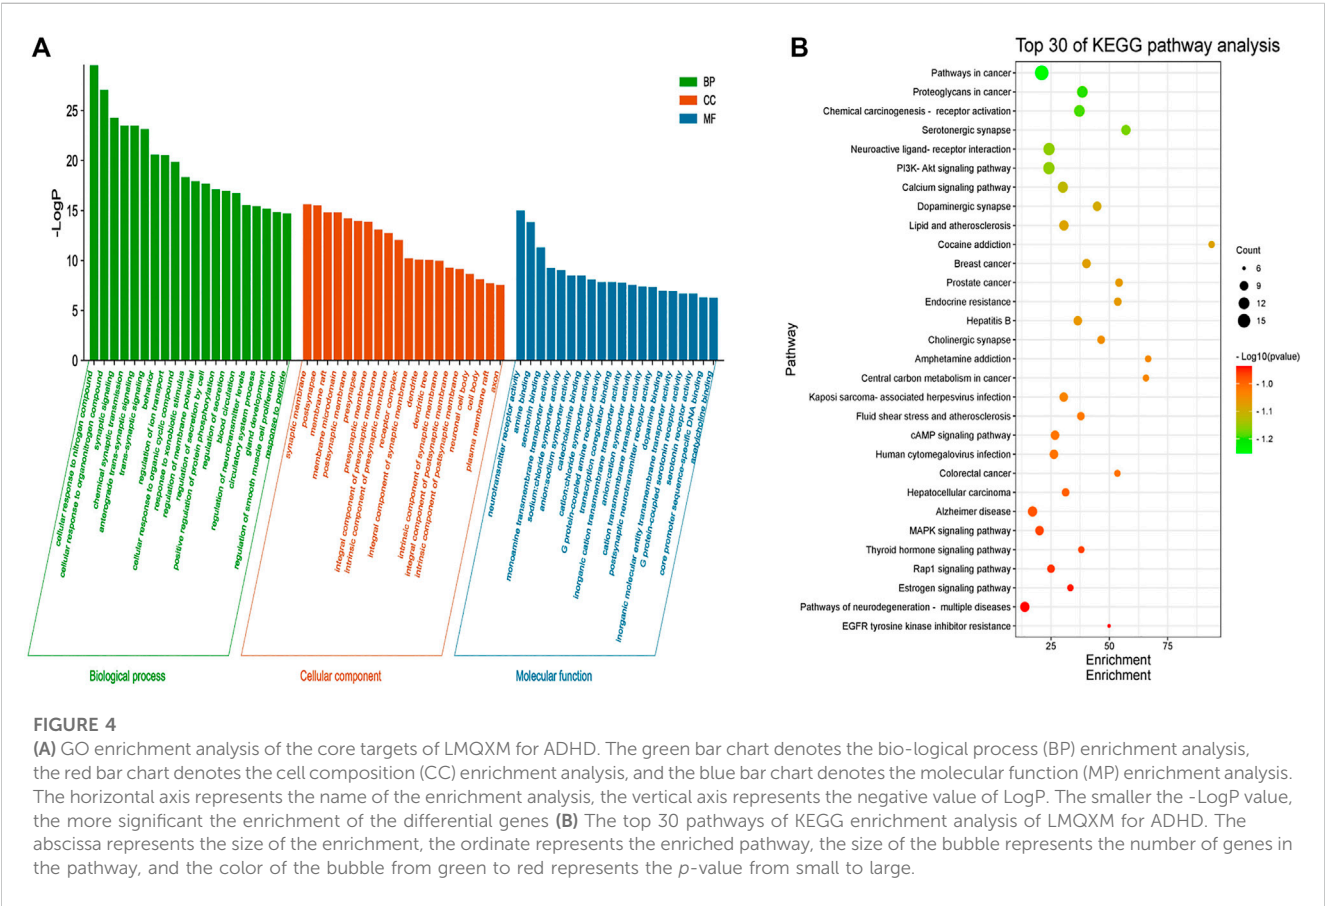 A
-LogP
25
20
15
10
5
0
BP
CC
MF
cellular response to nitrogen compound
cellular response to organonitrogen compound
synaptic signaling
chemical synaptic transmission
anterograde trans-synaptic signaling
trans-synaptic signaling
behavior
regulation of ion transport
cellular response to organic cyclic compound
response to xenobiotic stimulus
regulation of membrane potential
regulation of secretion by cell
regulation of secretion
positive regulation of protein phosphorylation
blood circulation
regulation of neurotransmitter levels
circulatory system process
gland development
regulation of smooth muscle cell proliferation
response to peptide
synaptic membrane
postsynapse
membrane raft
membrane microdomain
postsynaptic membrane
presynapse
presynaptic membrane
integral component of presynaptic membrane
intrinsic component of presynaptic membrane
receptor complex
integral component of synaptic membrane
dendrite
dendritic tree
intrinsic component of synaptic membrane
integral component of postsynaptic membrane
intrinsic component of postsynaptic membrane
neuronal cell body
cell body
plasma membrane raft
axon
neurotransmitter receptor activity
amine binding
serotonin binding
monoamine transmembrane transporter activity
sodium:chloride symporter activity
anion:sodium symporter activity
catecholamine binding
cation:chloride symporter activity
G protein-coupled amine receptor activity
transcription coregulator binding
inorganic cation transmembrane transporter activity
anion:cation symporter activity
cation transmembrane transporter activity
postsynaptic neurotransmitter receptor activity
dopamine binding
inorganic molecular entity transmembrane transporter activity
G protein-coupled serotonin receptor activity
serotonin receptor activity
core promoter sequence-specific DNA binding
acetylcholine binding
Biological process
Cellular component
Molecular function
B
Top 30 of KEGG pathway analysis
Pathway
Pathways in cancer
Proteoglycans in cancer
Chemical carcinogenesis - receptor activation
Serotonergic synapse
Neuroactive ligand- receptor interaction
PI3K- Akt signaling pathway
Calcium signaling pathway
Dopaminergic synapse
Lipid and atherosclerosis
Cocaine addiction
Breast cancer
Prostate cancer
Endocrine resistance
Hepatitis B
Cholinergic synapse
Amphetamine addiction
Central carbon metabolism in cancer
Kaposi sarcoma- associated herpesvirus infection
Fluid shear stress and atherosclerosis
cAMP signaling pathway
Human cytomegalovirus infection
Colorectal cancer
Hepatocellular carcinoma
Alzheimer disease
MAPK signaling pathway
Thyroid hormone signaling pathway
Rap1 signaling pathway
Estrogen signaling pathway
Pathways of neurodegeneration - multiple diseases
EGFR tyrosine kinase inhibitor resistance
25 50 75
Enrichment
Enrichment
Count
6
9
12
15
- Log10(pvalue)
- 1.0
- 1.1
- 1.2
FIGURE 4
(A) GO enrichment analysis of the core targets of LMQXM for ADHD. The green bar chart denotes the bio-logical process (BP) enrichment analysis,
the red bar chart denotes the cell composition (CC) enrichment analysis, and the blue bar chart denotes the molecular function (MP) enrichment analysis.
The horizontal axis represents the name of the enrichment analysis, the vertical axis represents the negative value of LogP. The smaller the -LogP value,
the more significant the enrichment of the differential genes (B) The top 30 pathways of KEGG enrichment analysis of LMQXM for ADHD. The
abscissa represents the size of the enrichment, the ordinate represents the enriched pathway, the size of the bubble represents the number of genes in
the pathway, and the color of the bubble from green to red represents the p-value from small to large.